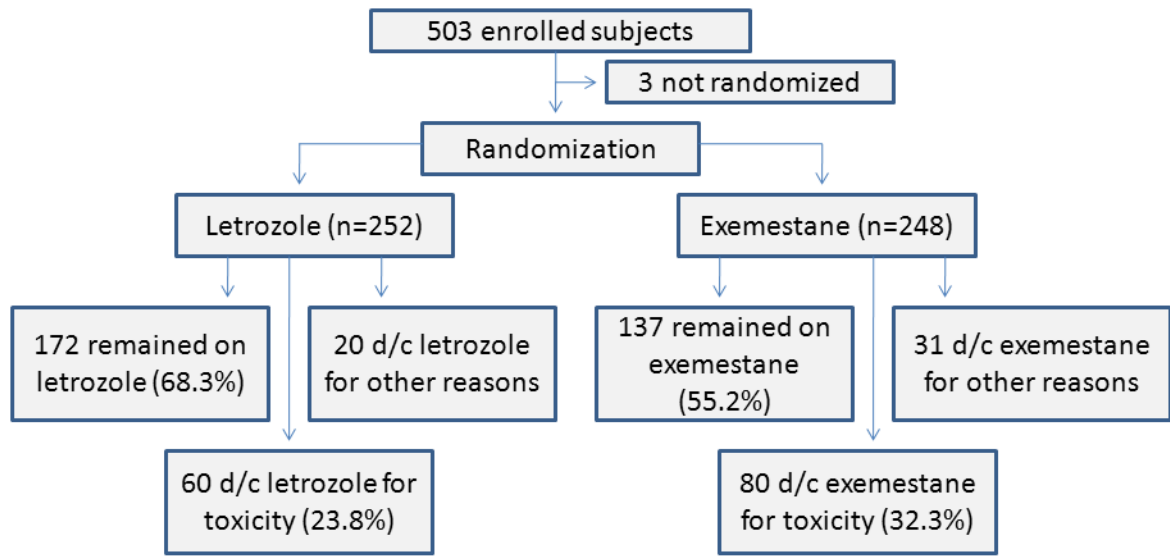 503 enrolled subjects
3 not randomized
Randomization
Letrozole (n=252)
Exemestane (n=248)
172 remained on
letrozole (68.3%)
20 d/c letrozole
for other reasons
137 remained on
exemestane
(55.2%)
31 d/c exemestane
for other reasons
60 d/c letrozole for
toxicity (23.8%)
80 d/c exemestane
for toxicity (32.3%)